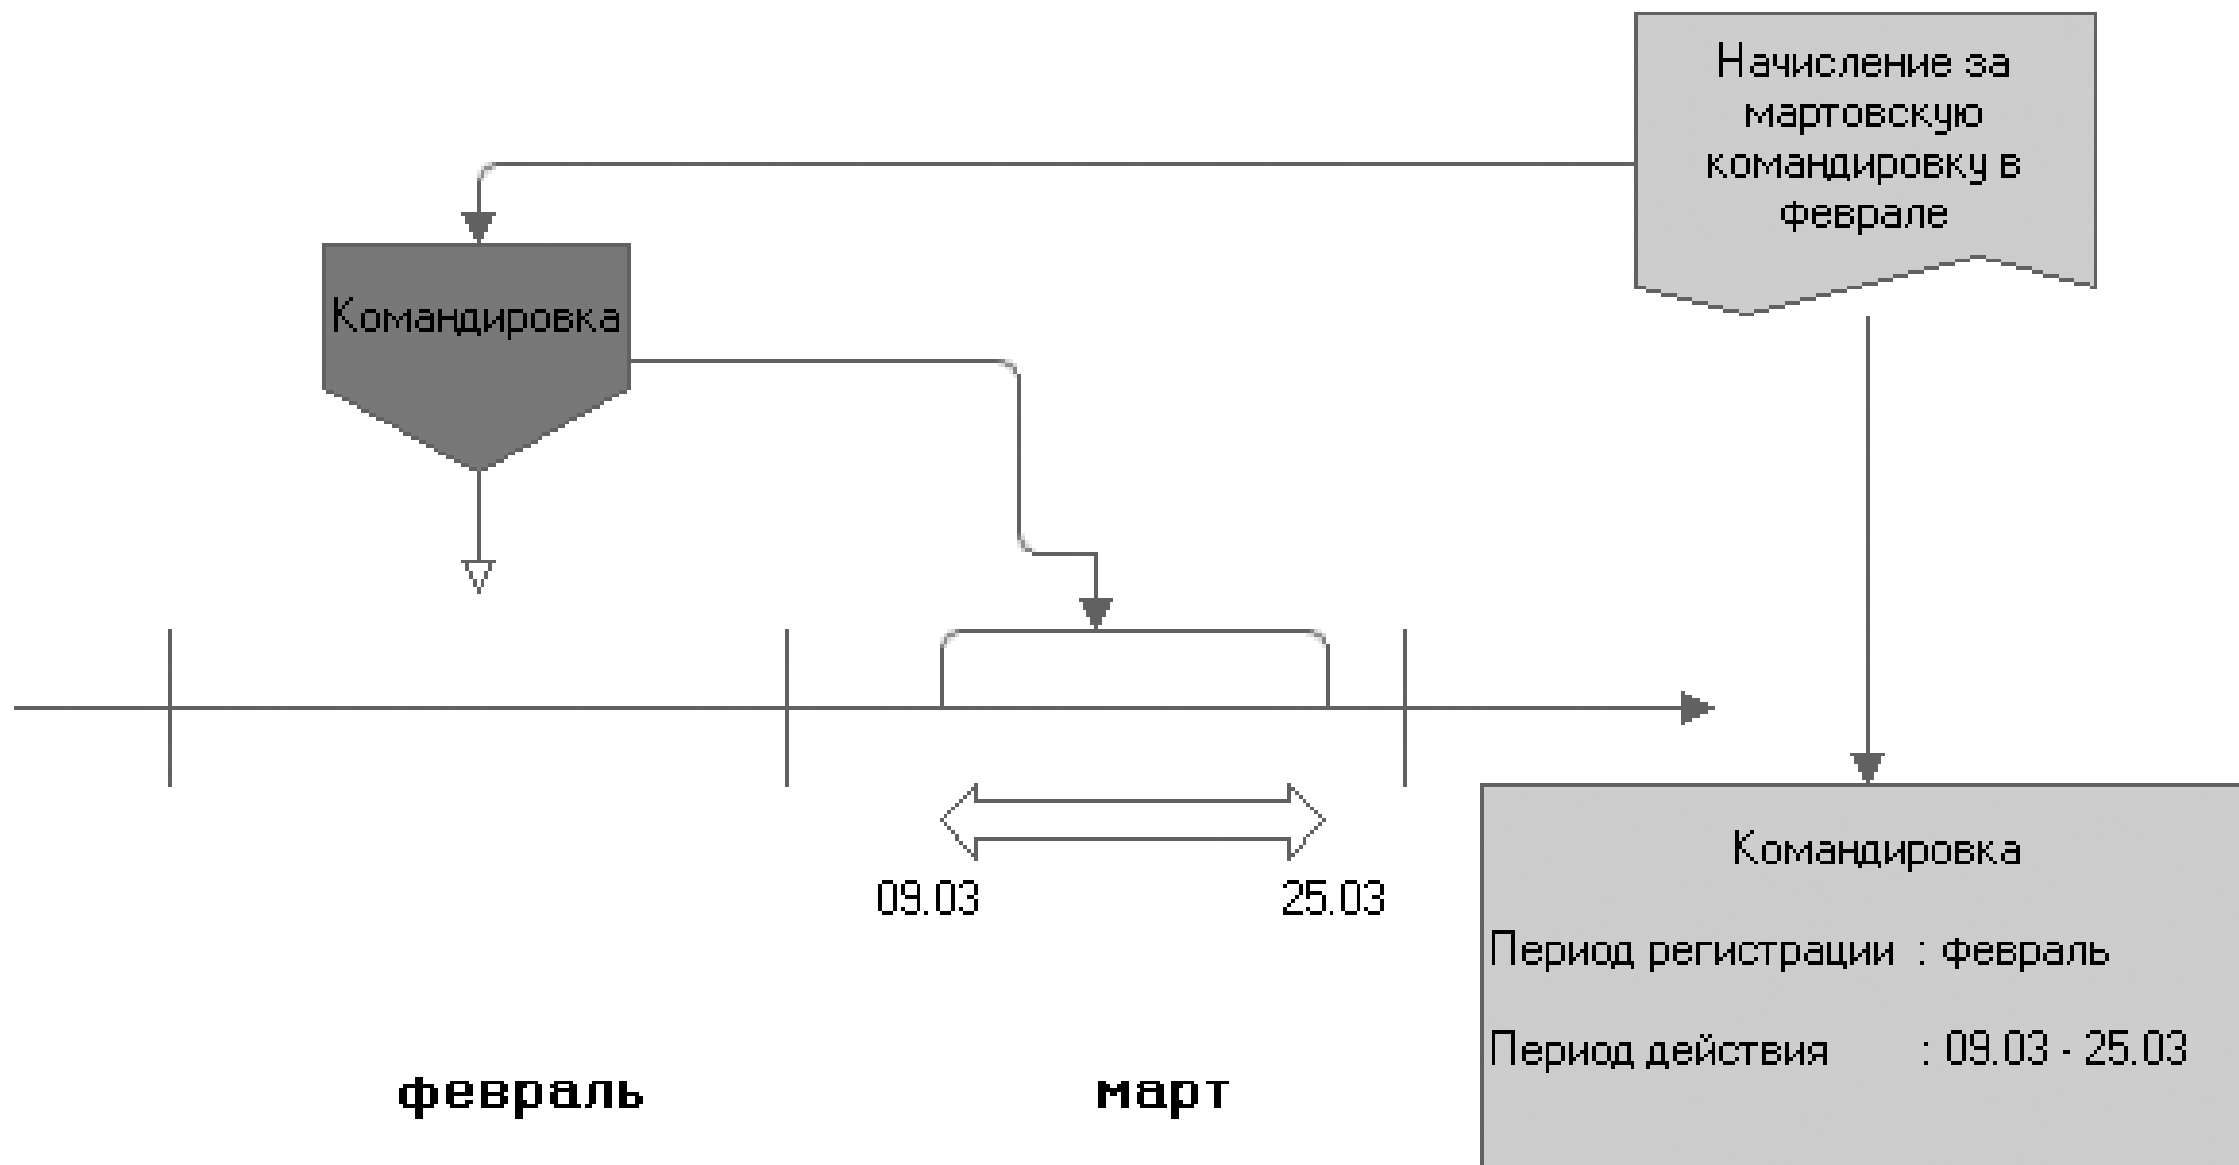 Начисление за
мартовскую
командировку в
феврале
Командировка
09.03
25.03
Командировка
Период регистрации : февраль
Период действия : 09.03 - 25.03
февраль
март